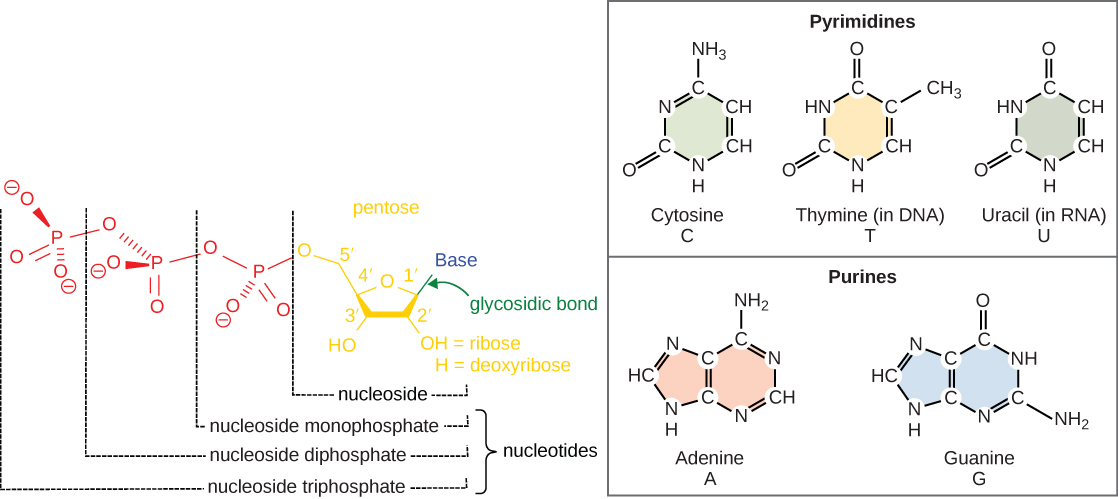 pentose
5′
Base
4′
O
1′
glycosidic bond
3′
2′
HO
OH = ribose
H = deoxyribose
O
O
P
O
O
O
P
O
O
O
P
O
O
O
nucleoside
nucleoside monophosphate
nucleoside diphosphate
nucleoside triphosphate
nucleotides
Pyrimidines
NH3
C
N
CH
C
CH
O
N
H
Cytosine
C
O
C
CH3
HN
C
C
CH
O
N
H
Thymine (in DNA)
T
O
C
HN
CH
C
CH
O
N
H
Uracil (in RNA)
U
Purines
NH2
C
N
C
N
HC
C
CH
N
N
H
Adenine
A
O
C
N
C
NH
HC
C
C
N
N
NH2
H
Guanine
G